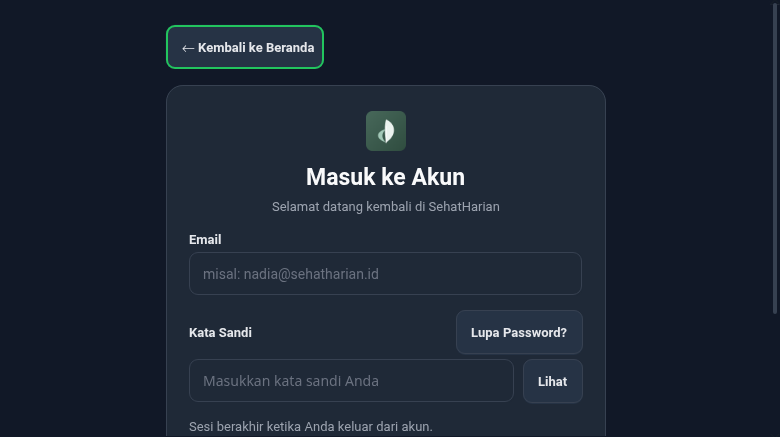 ← Kembali ke Beranda
Masuk ke Akun
Selamat datang kembali di SehatHarian
Email
misal: nadia@sehatharian.id
Kata Sandi
Lupa Password?
Masukkan kata sandi Anda
Lihat
Sesi berakhir ketika Anda keluar dari akun.